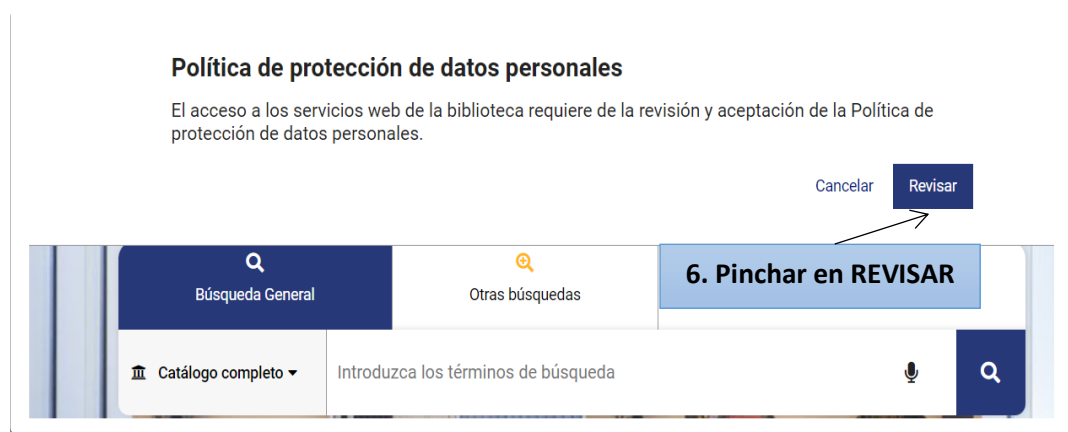 Política de protección de datos personales
El acceso a los servicios web de la biblioteca requiere de la revisión y aceptación de la Política de
protección de datos personales.
Cancelar
Revisar
6. Pinchar en REVISAR
Búsqueda General
Otras búsquedas
Catálogo completo
Introduzca los términos de búsqueda